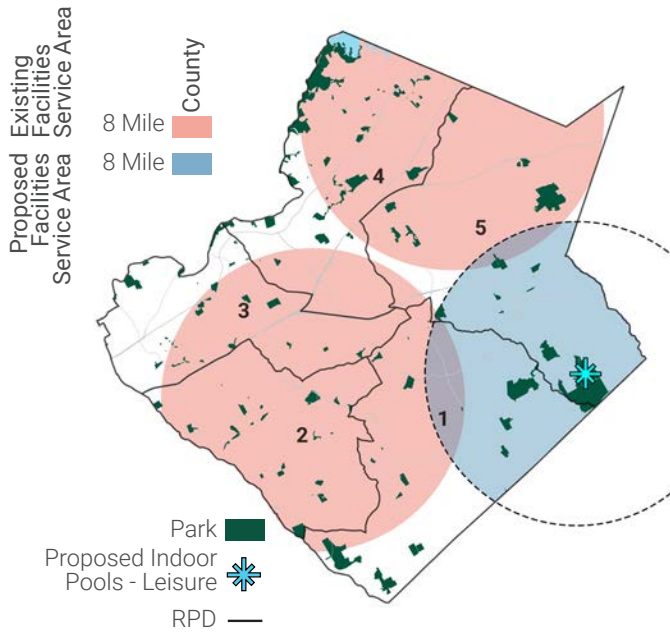 Existing
Facilities
Service Area
County
8 Mile
Proposed
Facilities
Service Area
8 Mile
4
5
3
2
1
Park
Proposed Indoor
Pools - Leisure
RPD